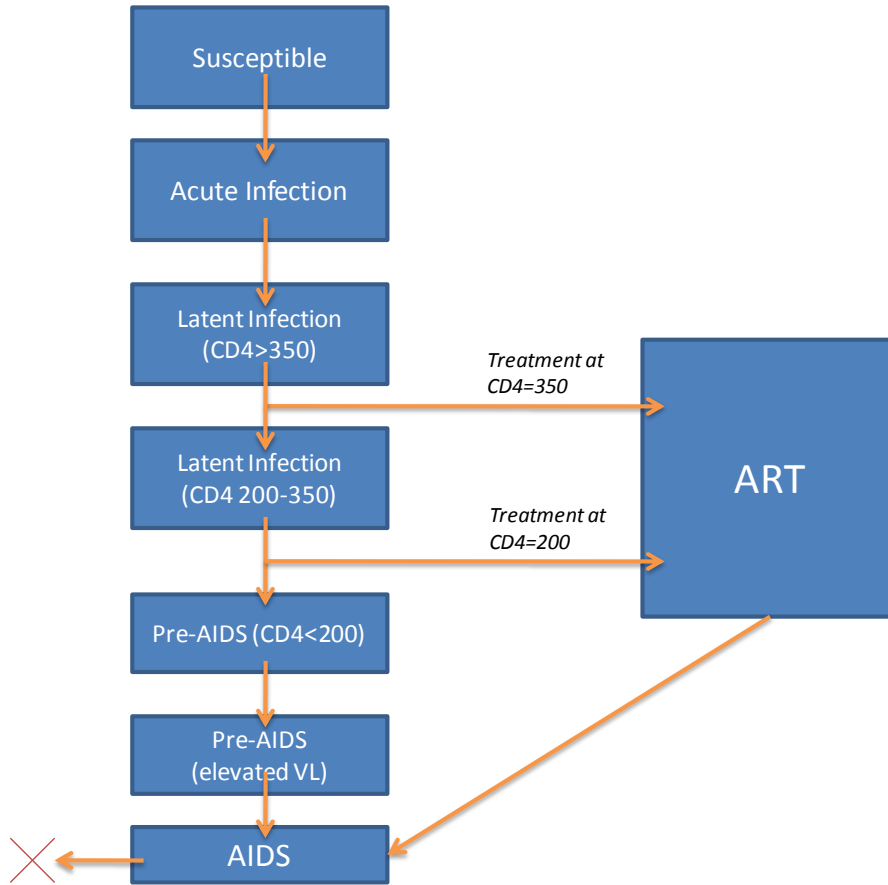 Susceptible
Acute Infection
Latent Infection
(CD4>350)
Treatment at
CD4=350
Latent Infection
(CD4 200-350)
ART
Treatment at
CD4=200
Pre-AIDS (CD4<200)
Pre-AIDS
(elevated VL)
AIDS